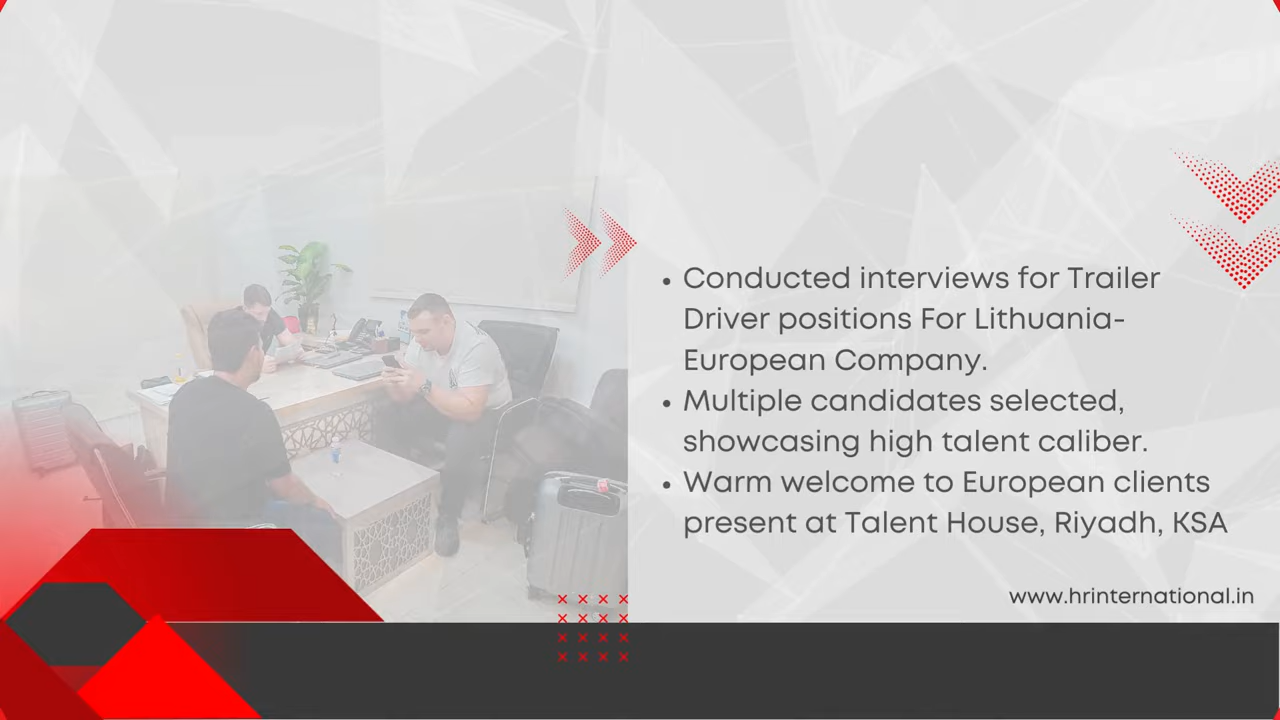 • Conducted interviews for Trailer
Driver positions For Lithuania-
European Company.
• Multiple candidates selected,
showcasing high talent caliber.
• Warm welcome to European clients
present at Talent House, Riyadh, KSA
www.hrinternational.in